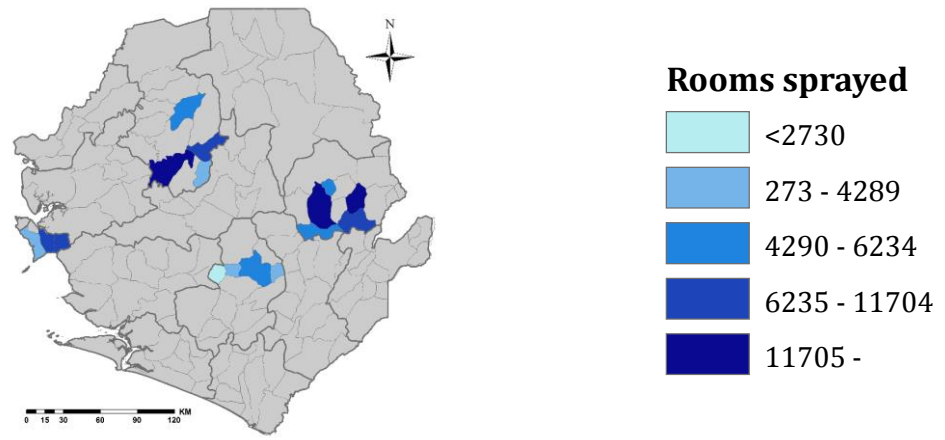 N
Rooms sprayed
<2730
273 - 4289
4290 - 6234
6235 - 11704
11705 -
KM
0 15 30 60 90 120